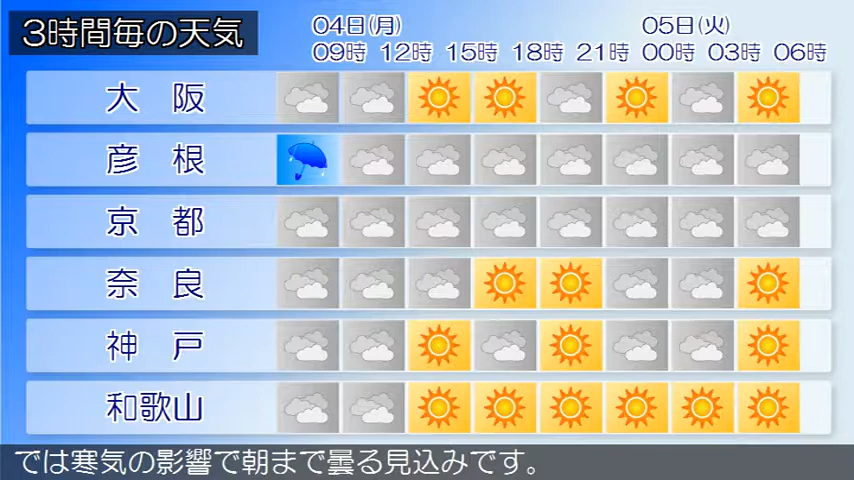 3時間毎の天気
04日(月) 05日(火)
09時 12時 15時 18時 21時 00時 03時 06時
大 阪
彦 根
京 都
奈 良
神 戸
和歌山
では寒気の影響で朝まで曇る見込みです。